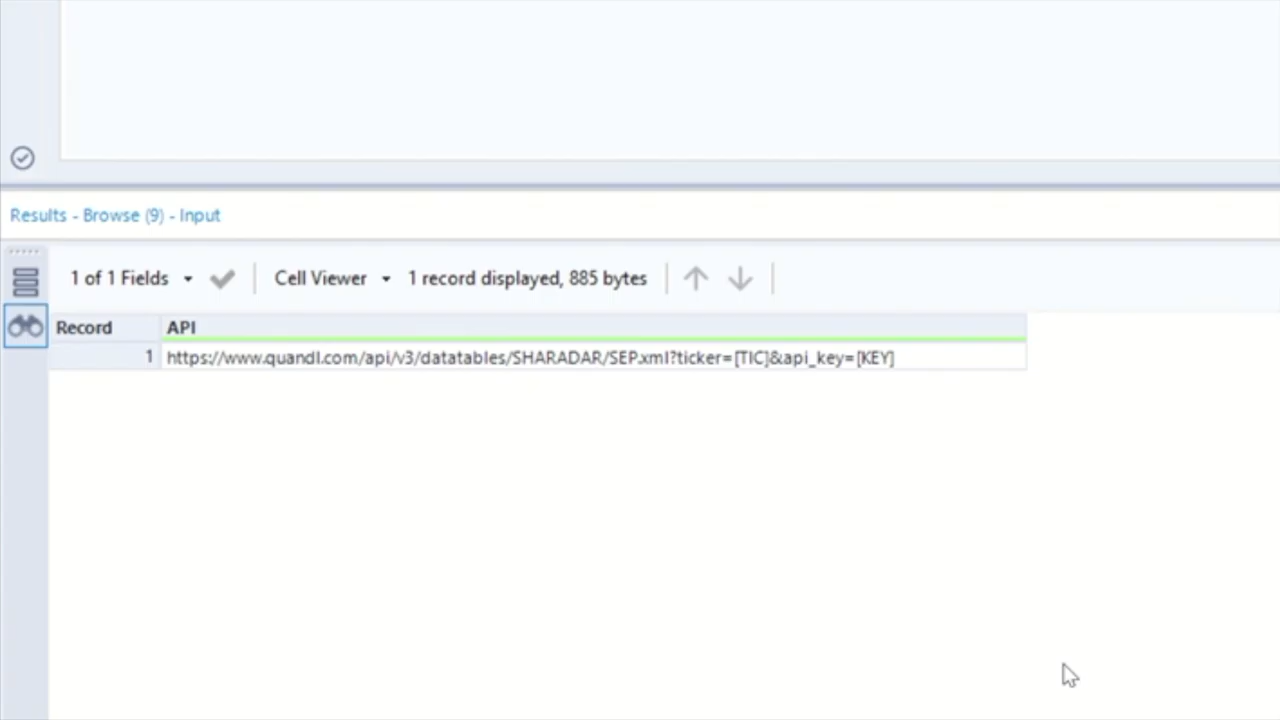 Results - Browse (9) - Input
1 of 1 Fields Cell Viewer 1 record displayed, 885 bytes
Record API
1 https://www.quandl.com/api/v3/datatables/SHARADAR/SEP.xml?ticker=[TIC]&api_key=[KEY]